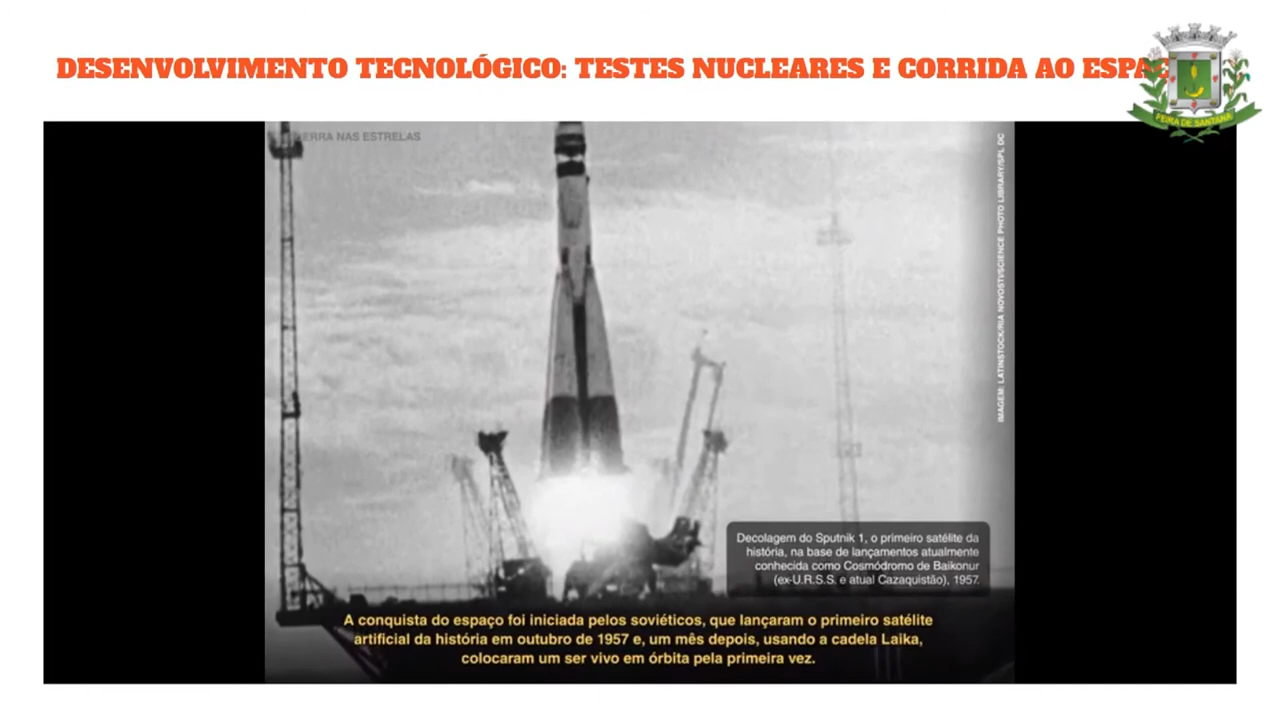 DESENVOLVIMENTO TECNOLÓGICO: TESTES NUCLEARES E CORRIDA AO
FEIRA DE SANTANA
NAS ESTRELAS
IMAGEM: LATINSTOCK/RIA NOVOSTI/SCIENCE PHOTO LIBRARY/SPL DC
Decolagem do Sputnik 1, o primeiro satélite da
história, na base de lançamentos atualmente
conhecida como Cosmódromo de Baikonur
(ex-U.R.S.S. e atual Cazaquistão), 1957.
A conquista do espaço foi iniciada pelos soviéticos, que lançaram o primeiro satélite
artificial da história em outubro de 1957 e, um mês depois, usando a cadela Laika,
colocaram um ser vivo em órbita pela primeira vez.